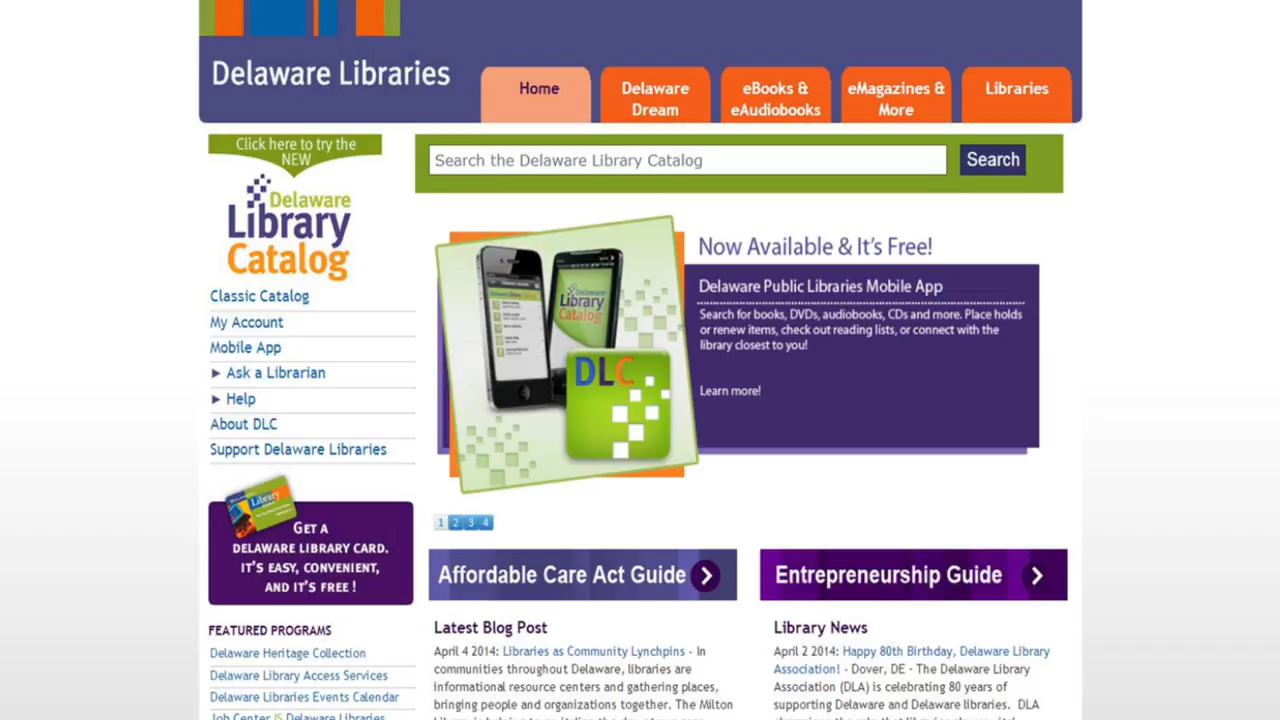 Delaware Libraries
Home
Delaware
Dream
eBooks &
eAudiobooks
eMagazines &
More
Libraries
Click here to try the
NEW
Delaware
Library
Catalog
Classic Catalog
My Account
Mobile App
Ask a Librarian
Help
About DLC
Support Delaware Libraries
GET A
DELAWARE LIBRARY CARD.
IT'S EASY, CONVENIENT,
AND IT'S FREE!
FEATURED PROGRAMS
Delaware Heritage Collection
Delaware Library Access Services
Delaware Libraries Events Calendar
Job Center IS Delaware Libraries
Search the Delaware Library Catalog
Search
Delaware
Library
Catalog
DLC
Now Available & It's Free!
Delaware Public Libraries Mobile App
Search for books, DVDs, audiobooks, CDs and more. Place holds
or renew items, check out reading lists, or connect with the
library closest to you!
Learn more!
1 2 3 4
Affordable Care Act Guide
Entrepreneurship Guide
Latest Blog Post
April 4 2014: Libraries as Community Lynchpins - In
communities throughout Delaware, libraries are
informational resource centers and gathering places,
bringing people and organizations together. The Milton
Library News
April 2 2014: Happy 80th Birthday, Delaware Library
Association! - Dover, DE - The Delaware Library
Association (DLA) is celebrating 80 years of
supporting Delaware and Delaware libraries. DLA